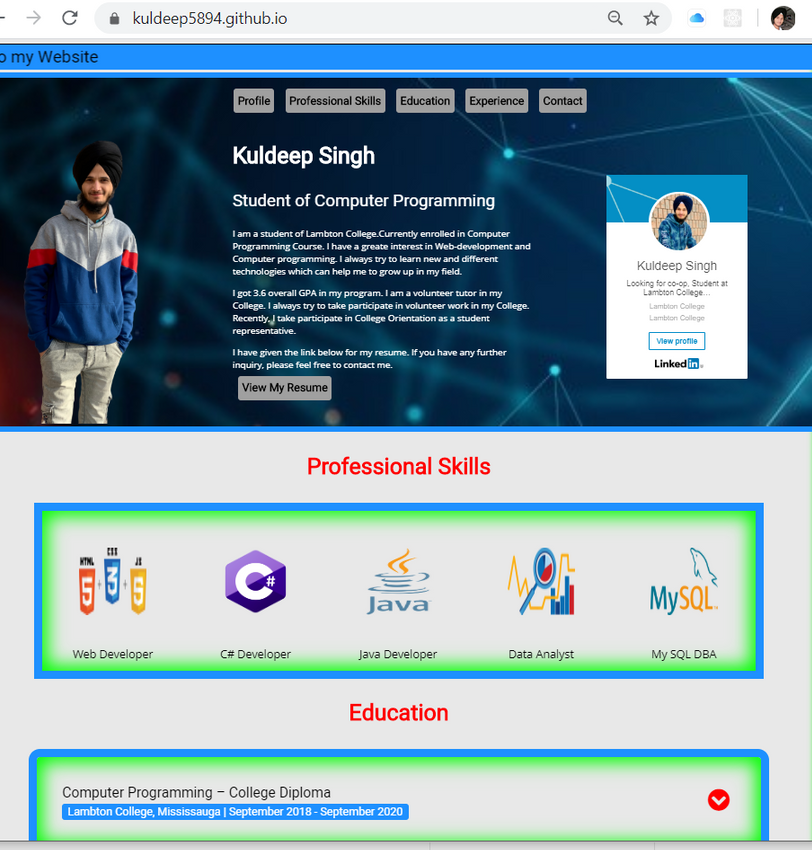 kuldeep5894.github.io
o my Website
Profile Professional Skills Education Experience Contact
Kuldeep Singh
Student of Computer Programming
I am a student of Lambton College.Currently enrolled in Computer
Programming Course. I have a greate interest in Web-development and
Computer programming. I always try to learn new and different
technologies which can help me to grow up in my field.
I got 3.6 overall GPA in my program. I am a volunteer tutor in my
College. I always try to take participate in volunteer work in my College.
Recently, I take participate in College Orientation as a student
representative.
I have given the link below for my resume. If you have any further
inquiry, please feel free to contact me.
View My Resume
Kuldeep Singh
Looking for co-op, Student at
Lambton College...
Lambton College
Lambton College
View profile
Linked in
Professional Skills
HTML CSS JS
5 + 3 + 5
C#
Java
MySQL
Web Developer C# Developer Java Developer Data Analyst My SQL DBA
Education
Computer Programming – College Diploma
Lambton College, Mississauga | September 2018 - September 2020